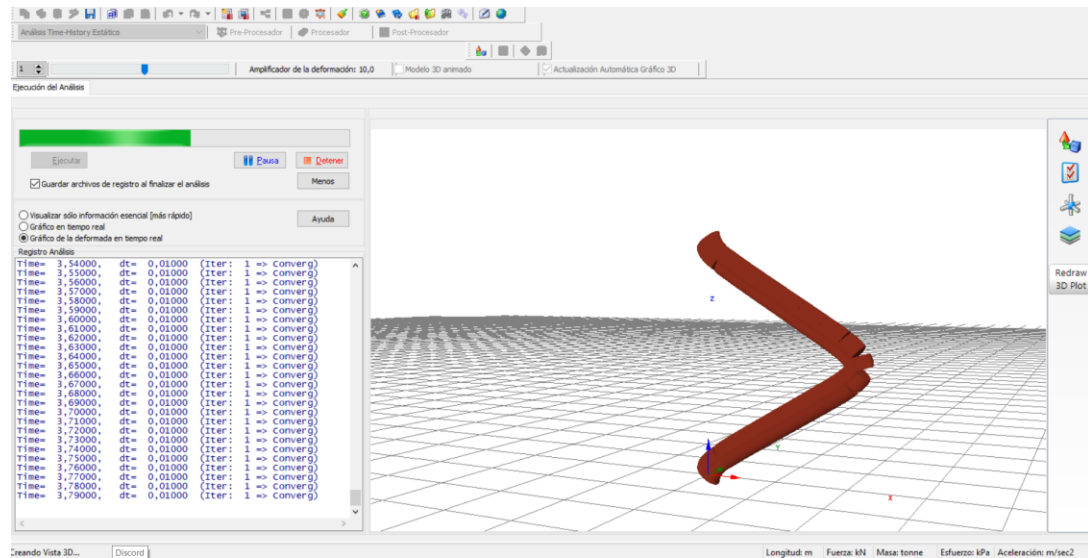 Análisis Time-History Estático
Pre-Procesador
Procesador
Post-Procesador
1
Amplificador de la deformación: 10,0
Modelo 3D animado
Actualización Automática Gráfico 3D
Ejecución del Análisis
Ejecutar
Pausa
Detener
Guardar archivos de registro al finalizar el análisis
Menos
Visualizar sólo información esencial [más rápido]
Gráfico en tiempo real
Ayuda
Gráfico de la deformada en tiempo real
Registro Análisis
Time= 3,54000, dt= 0,01000 (Iter: 1 => Converg)
Time= 3,55000, dt= 0,01000 (Iter: 1 => Converg)
Time= 3,56000, dt= 0,01000 (Iter: 1 => Converg)
Time= 3,57000, dt= 0,01000 (Iter: 1 => Converg)
Time= 3,58000, dt= 0,01000 (Iter: 1 => Converg)
Time= 3,59000, dt= 0,01000 (Iter: 1 => Converg)
Time= 3,60000, dt= 0,01000 (Iter: 1 => Converg)
Time= 3,61000, dt= 0,01000 (Iter: 1 => Converg)
Time= 3,62000, dt= 0,01000 (Iter: 1 => Converg)
Time= 3,63000, dt= 0,01000 (Iter: 1 => Converg)
Time= 3,64000, dt= 0,01000 (Iter: 1 => Converg)
Time= 3,65000, dt= 0,01000 (Iter: 1 => Converg)
Time= 3,66000, dt= 0,01000 (Iter: 1 => Converg)
Time= 3,67000, dt= 0,01000 (Iter: 1 => Converg)
Time= 3,68000, dt= 0,01000 (Iter: 1 => Converg)
Time= 3,69000, dt= 0,01000 (Iter: 1 => Converg)
Time= 3,70000, dt= 0,01000 (Iter: 1 => Converg)
Time= 3,71000, dt= 0,01000 (Iter: 1 => Converg)
Time= 3,72000, dt= 0,01000 (Iter: 1 => Converg)
Time= 3,73000, dt= 0,01000 (Iter: 1 => Converg)
Time= 3,74000, dt= 0,01000 (Iter: 1 => Converg)
Time= 3,75000, dt= 0,01000 (Iter: 1 => Converg)
Time= 3,76000, dt= 0,01000 (Iter: 1 => Converg)
Time= 3,77000, dt= 0,01000 (Iter: 1 => Converg)
Time= 3,78000, dt= 0,01000 (Iter: 1 => Converg)
Time= 3,79000, dt= 0,01000 (Iter: 1 => Converg)
Z
Y
X
Redraw
3D Plot
Creando Vista 3D...
Discord
Longitud: m Fuerza: kN Masa: tonne Esfuerzo: kPa Aceleración: m/sec2